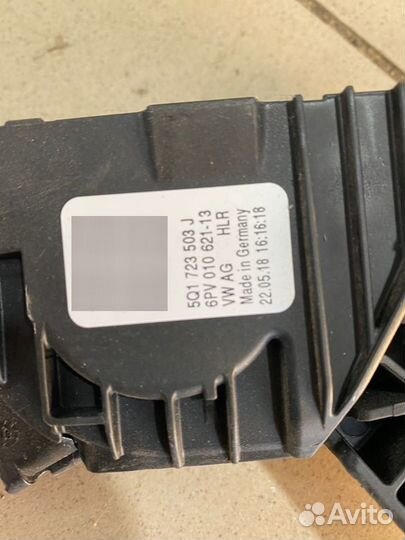 5Q1 723 503 J
6PV 010 621-13
VW AG HLR
Made in Germany
22.05.18 16:16:18
Avito